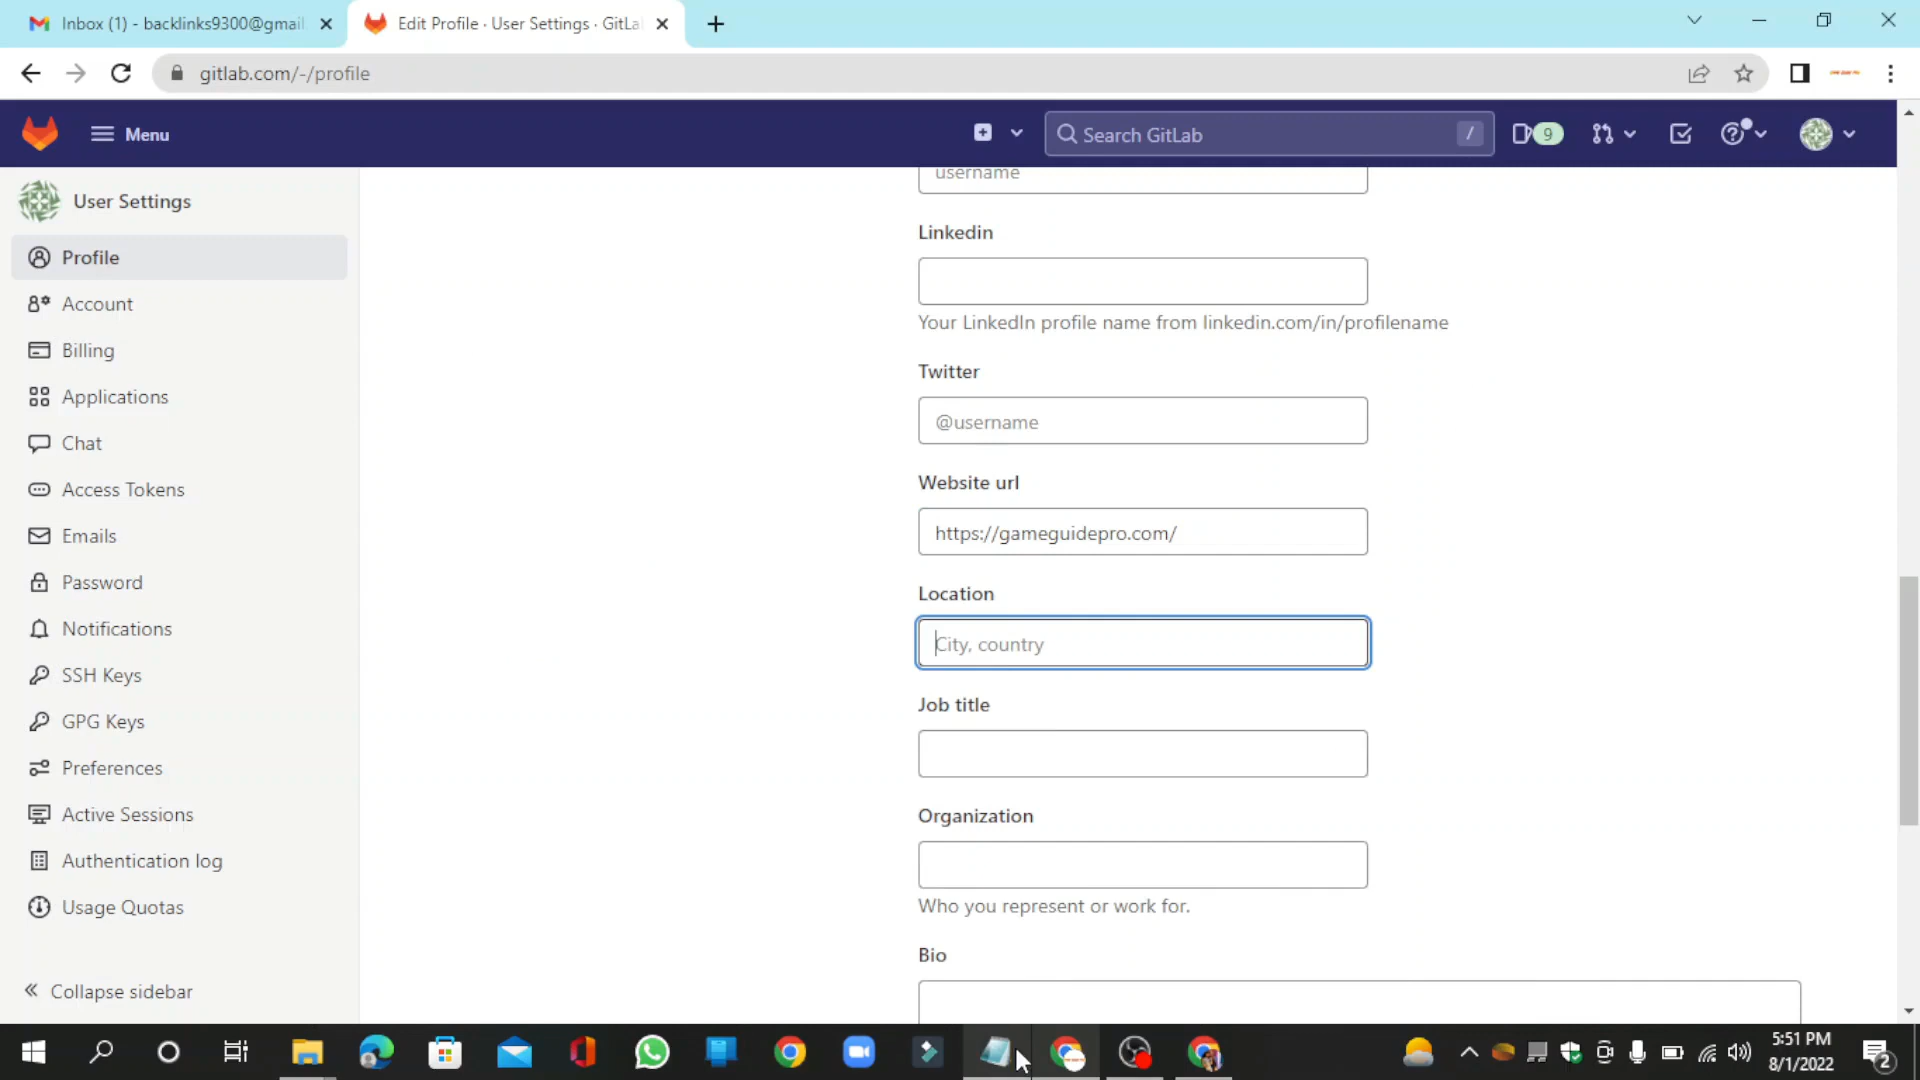 Inbox (1) - backlinks9300@gmail
Edit Profile · User Settings · GitLa
gitlab.com/-/profile
Menu
Search GitLab
/
9
User Settings
Profile
Account
Billing
Applications
Chat
Access Tokens
Emails
Password
Notifications
SSH Keys
GPG Keys
Preferences
Active Sessions
Authentication log
Usage Quotas
Collapse sidebar
username
Linkedin
Your LinkedIn profile name from linkedin.com/in/profilename
Twitter
@username
Website url
https://gameguidepro.com/
Location
City, country
Job title
Organization
Who you represent or work for.
Bio
5:51 PM
8/1/2022
2